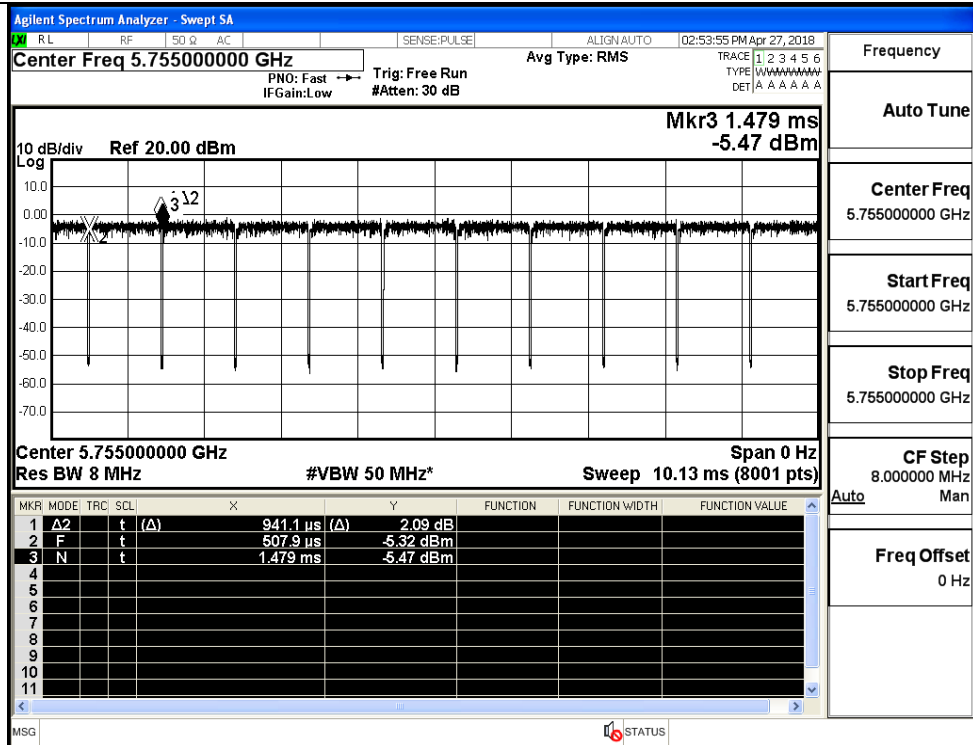 Agilent Spectrum Analyzer - Swept SA
LXI RL RF 50 Ω AC SENSE:PULSE ALIGN AUTO 02:53:55 PM Apr 27, 2018
Center Freq 5.755000000 GHz
PNO: Fast
IFGain:Low
Trig: Free Run
#Atten: 30 dB
Avg Type: RMS
TRACE 1 2 3 4 5 6
TYPE WWWWWW
DET A A A A A A
Mkr3 1.479 ms
-5.47 dBm
10 dB/div Ref 20.00 dBm
Log
10.0
0.00
-10.0
-20.0
-30.0
-40.0
-50.0
-60.0
-70.0
2
3
Center 5.755000000 GHz Span 0 Hz
Res BW 8 MHz #VBW 50 MHz* Sweep 10.13 ms (8001 pts)
MKR MODE TRC SCL X Y FUNCTION FUNCTION WIDTH FUNCTION VALUE
1 Δ2 t (Δ) 941.1 µs (Δ) 2.09 dB
2 F t 507.9 µs -5.32 dBm
3 N t 1.479 ms -5.47 dBm
4
5
6
7
8
9
10
11
MSG STATUS
Frequency
Auto Tune
Center Freq
5.755000000 GHz
Start Freq
5.755000000 GHz
Stop Freq
5.755000000 GHz
CF Step
8.000000 MHz
Auto Man
Freq Offset
0 Hz